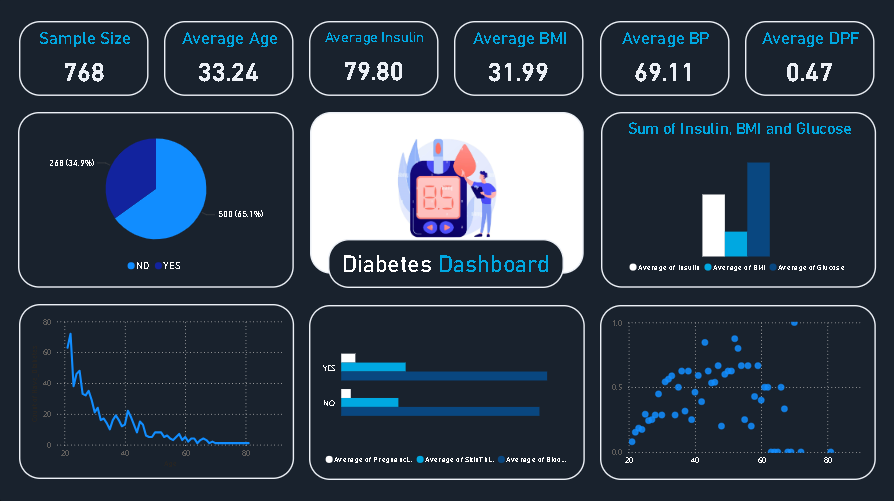 Sample Size
768
Average Age
33.24
Average Insulin
79.80
Average BMI
31.99
Average BP
69.11
Average DPF
0.47
268 (34.9%)
500 (65.1%)
NO YES
8.5
Diabetes Dashboard
Sum of Insulin, BMI and Glucose
Average of Insulin Average of BMI Average of Glucose
80
60
40
20
0
20 40 60 80
YES
NO
Average of Pregnanci... Average of SkinThi... Average of Bloo...
1.0
0.5
0.0
20 40 60 80